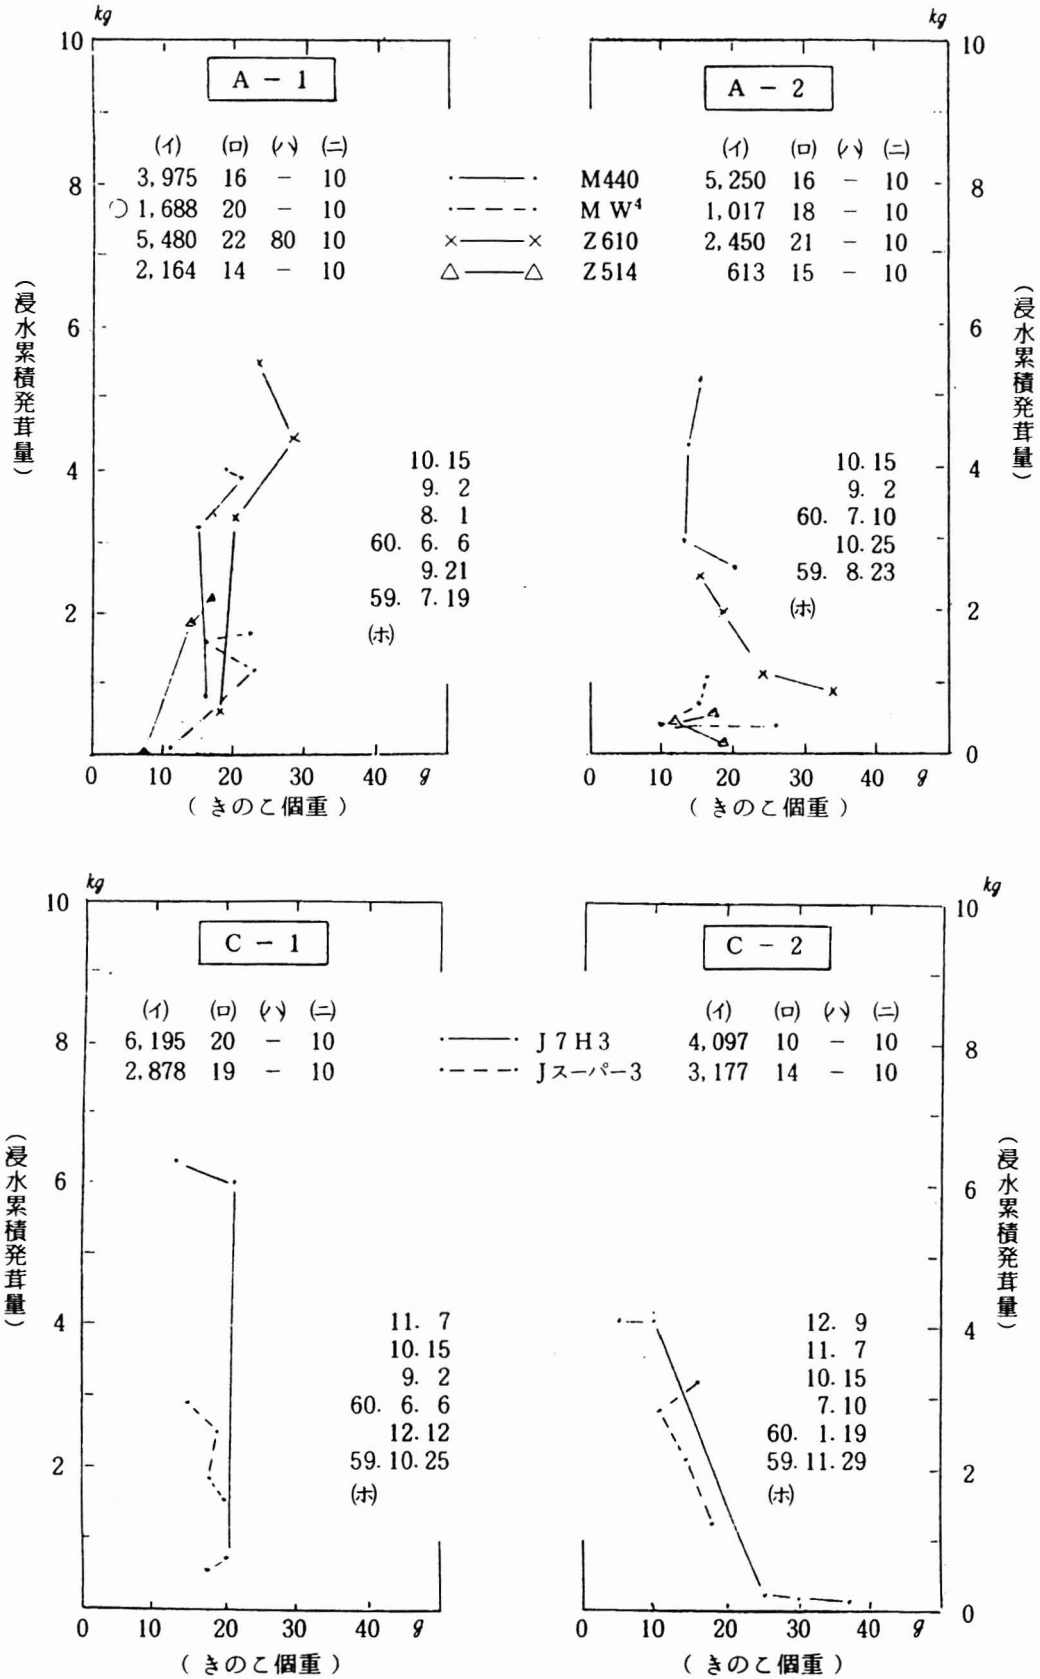 kg
10
A － 1
(イ) (ロ) (ハ) (ニ)
3,975 16 － 10
1,688 20 － 10
5,480 22 80 10
2,164 14 － 10
8
6
4
2
（浸水累積発茸量）
10. 15
9. 2
8. 1
60. 6. 6
9. 21
59. 7. 19
(ホ)
0 10 20 30 40 g
（きのこ個重）
M440
MW⁴
Z610
Z514
kg
10
A － 2
(イ) (ロ) (ハ) (ニ)
5,250 16 － 10
1,017 18 － 10
2,450 21 － 10
613 15 － 10
8
6
4
2
0
（浸水累積発茸量）
10. 15
9. 2
60. 7. 10
10. 25
59. 8. 23
(ホ)
0 10 20 30 40 g
（きのこ個重）
kg
10
C － 1
(イ) (ロ) (ハ) (ニ)
6,195 20 － 10
2,878 19 － 10
8
6
4
2
（浸水累積発茸量）
11. 7
10. 15
9. 2
60. 6. 6
12. 12
59. 10. 25
(ホ)
0 10 20 30 40 g
（きのこ個重）
J7H3
Jスーパー3
kg
10
C － 2
(イ) (ロ) (ハ) (ニ)
4,097 10 － 10
3,177 14 － 10
8
6
4
2
0
（浸水累積発茸量）
12. 9
11. 7
10. 15
7. 10
60. 1. 19
59. 11. 29
(ホ)
0 10 20 30 40 g
（きのこ個重）